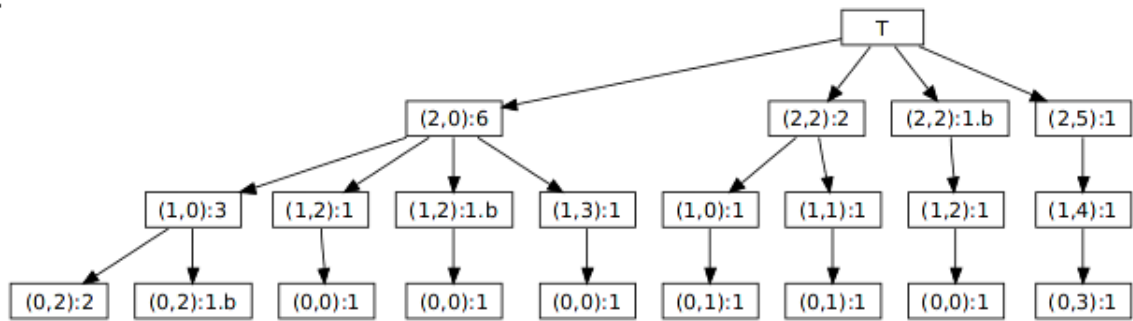 T
(2,0):6 (2,2):2 (2,2):1.b (2,5):1
(1,0):3 (1,2):1 (1,2):1.b (1,3):1 (1,0):1 (1,1):1 (1,2):1 (1,4):1
(0,2):2 (0,2):1.b (0,0):1 (0,0):1 (0,0):1 (0,1):1 (0,1):1 (0,0):1 (0,3):1